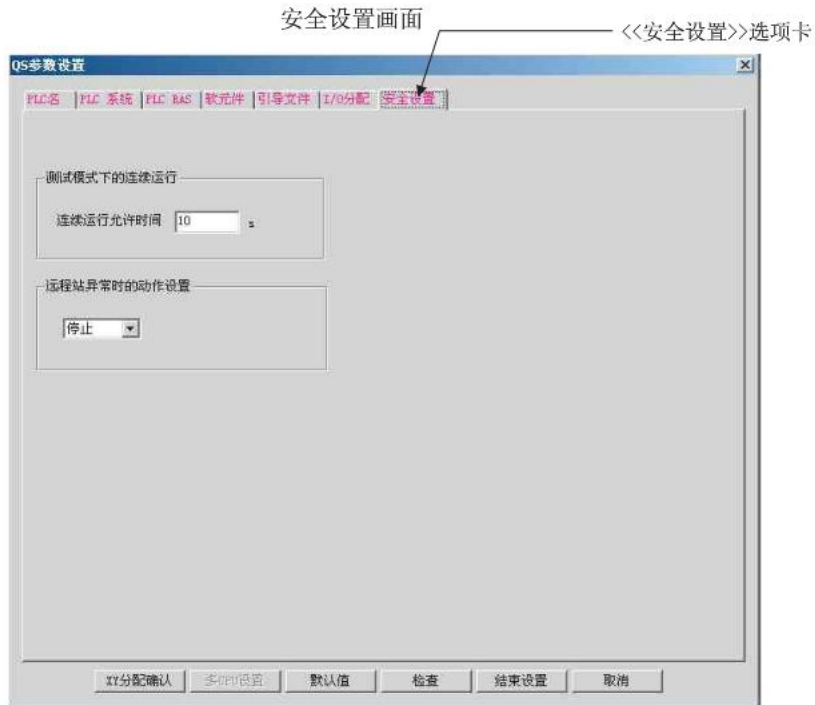 安全设置画面
<<安全设置>>选项卡
QS参数设置
PLC名 PLC 系统 PLC RAS 软元件 引导文件 I/O分配 安全设置
测试模式下的连续运行
连续运行允许时间 10 s
远程站异常时的动作设置
停止
XY分配确认 多CPU设置 默认值 检查 结束设置 取消